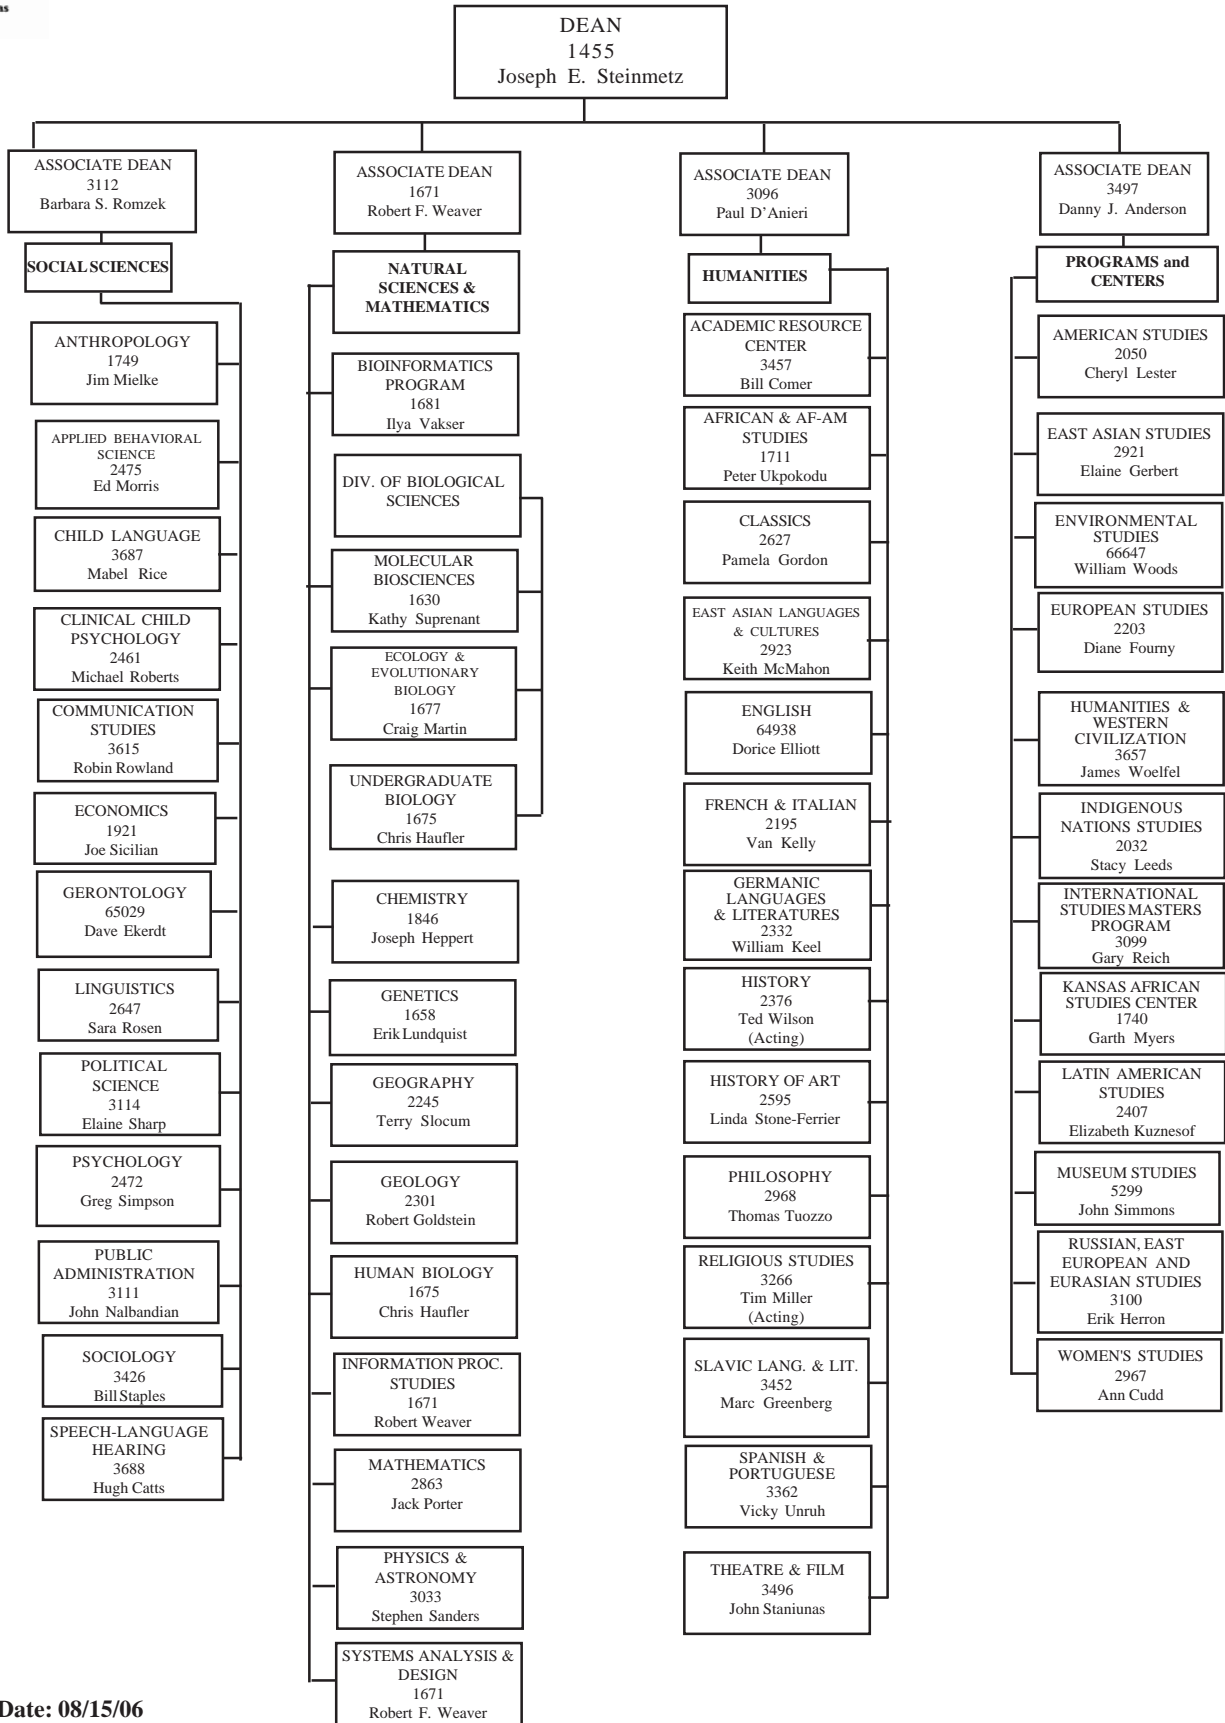 as
DEAN
1455
Joseph E. Steinmetz
ASSOCIATE DEAN
3112
Barbara S. Romzek
SOCIAL SCIENCES
ANTHROPOLOGY
1749
Jim Mielke
APPLIED BEHAVIORAL
SCIENCE
2475
Ed Morris
CHILD LANGUAGE
3687
Mabel Rice
CLINICAL CHILD
PSYCHOLOGY
2461
Michael Roberts
COMMUNICATION
STUDIES
3615
Robin Rowland
ECONOMICS
1921
Joe Sicilian
GERONTOLOGY
65029
Dave Ekerdt
LINGUISTICS
2647
Sara Rosen
POLITICAL
SCIENCE
3114
Elaine Sharp
PSYCHOLOGY
2472
Greg Simpson
PUBLIC
ADMINISTRATION
3111
John Nalbandian
SOCIOLOGY
3426
Bill Staples
SPEECH-LANGUAGE
HEARING
3688
Hugh Catts
ASSOCIATE DEAN
1671
Robert F. Weaver
NATURAL
SCIENCES &
MATHEMATICS
BIOINFORMATICS
PROGRAM
1681
Ilya Vakser
DIV. OF BIOLOGICAL
SCIENCES
MOLECULAR
BIOSCIENCES
1630
Kathy Suprenant
ECOLOGY &
EVOLUTIONARY
BIOLOGY
1677
Craig Martin
UNDERGRADUATE
BIOLOGY
1675
Chris Haufler
CHEMISTRY
1846
Joseph Heppert
GENETICS
1658
Erik Lundquist
GEOGRAPHY
2245
Terry Slocum
GEOLOGY
2301
Robert Goldstein
HUMAN BIOLOGY
1675
Chris Haufler
INFORMATION PROC.
STUDIES
1671
Robert Weaver
MATHEMATICS
2863
Jack Porter
PHYSICS &
ASTRONOMY
3033
Stephen Sanders
SYSTEMS ANALYSIS &
DESIGN
1671
Robert F. Weaver
ASSOCIATE DEAN
3096
Paul D'Anieri
HUMANITIES
ACADEMIC RESOURCE
CENTER
3457
Bill Comer
AFRICAN & AF-AM
STUDIES
1711
Peter Ukpokodu
CLASSICS
2627
Pamela Gordon
EAST ASIAN LANGUAGES
& CULTURES
2923
Keith McMahon
ENGLISH
64938
Dorice Elliott
FRENCH & ITALIAN
2195
Van Kelly
GERMANIC
LANGUAGES
& LITERATURES
2332
William Keel
HISTORY
2376
Ted Wilson
(Acting)
HISTORY OF ART
2595
Linda Stone-Ferrier
PHILOSOPHY
2968
Thomas Tuozzo
RELIGIOUS STUDIES
3266
Tim Miller
(Acting)
SLAVIC LANG. & LIT.
3452
Marc Greenberg
SPANISH &
PORTUGUESE
3362
Vicky Unruh
THEATRE & FILM
3496
John Staniunas
ASSOCIATE DEAN
3497
Danny J. Anderson
PROGRAMS and
CENTERS
AMERICAN STUDIES
2050
Cheryl Lester
EAST ASIAN STUDIES
2921
Elaine Gerbert
ENVIRONMENTAL
STUDIES
66647
William Woods
EUROPEAN STUDIES
2203
Diane Fourny
HUMANITIES &
WESTERN
CIVILIZATION
3657
James Woelfel
INDIGENOUS
NATIONS STUDIES
2032
Stacy Leeds
INTERNATIONAL
STUDIES MASTERS
PROGRAM
3099
Gary Reich
KANSAS AFRICAN
STUDIES CENTER
1740
Garth Myers
LATIN AMERICAN
STUDIES
2407
Elizabeth Kuznesof
MUSEUM STUDIES
5299
John Simmons
RUSSIAN, EAST
EUROPEAN AND
EURASIAN STUDIES
3100
Erik Herron
WOMEN'S STUDIES
2967
Ann Cudd
Date: 08/15/06